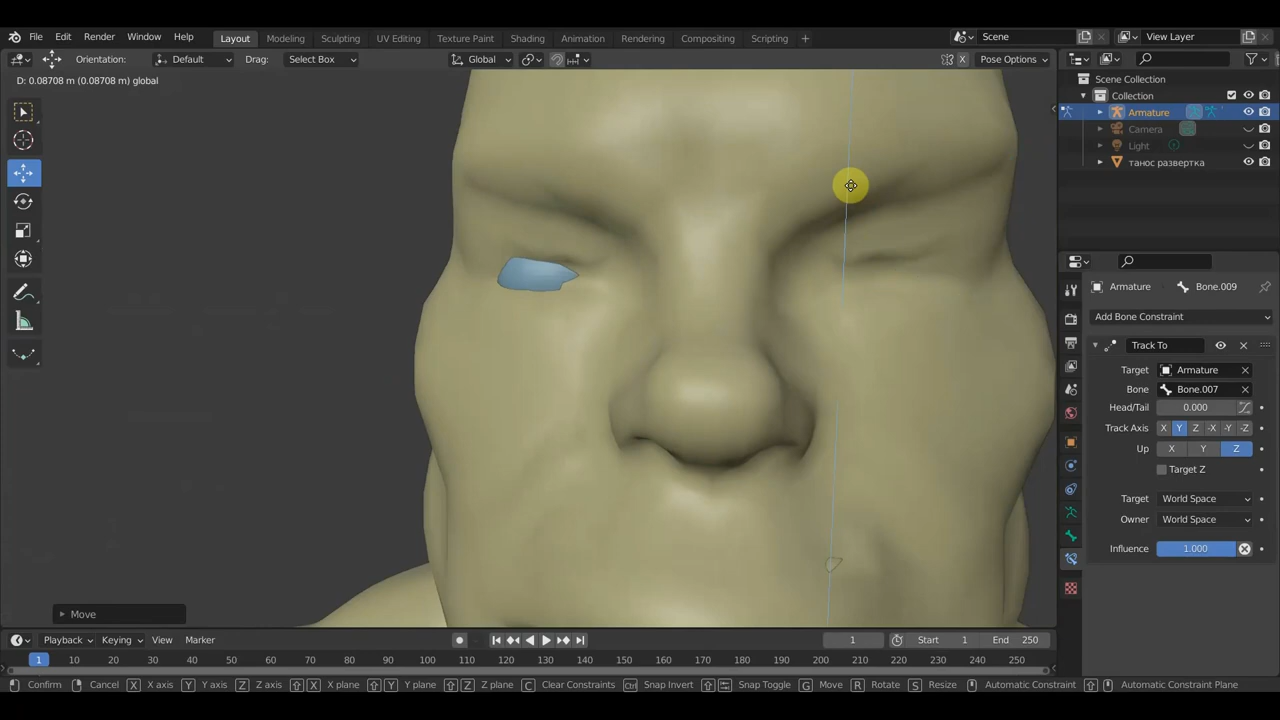 File Edit Render Window Help Layout Modeling Sculpting UV Editing Texture Paint Shading Animation Rendering Compositing Scripting + Scene View Layer
Orientation: Default Drag: Select Box Global X Pose Options
D: 0.08708 m (0.08708 m) global
Scene Collection
Collection
Armature
Camera
Light
танос развертка
Armature Bone.009
Add Bone Constraint
Track To
Target Armature
Bone Bone.007
Head/Tail 0.000
Track Axis X Y Z -X -Y -Z
Up X Y Z
Target Z
Target World Space
Owner World Space
Influence 1.000
Move
Playback Keying View Marker 1 Start 1 End 250
1 10 20 30 40 50 60 70 80 90 100 110 120 130 140 150 160 170 180 190 200 210 220 230 240 250
Confirm Cancel X X axis Y Y axis Z Z axis X X plane Y Y plane Z Z plane C Clear Constraints Ctrl Snap Invert Snap Toggle G Move R Rotate S Resize Automatic Constraint Automatic Constraint Plane